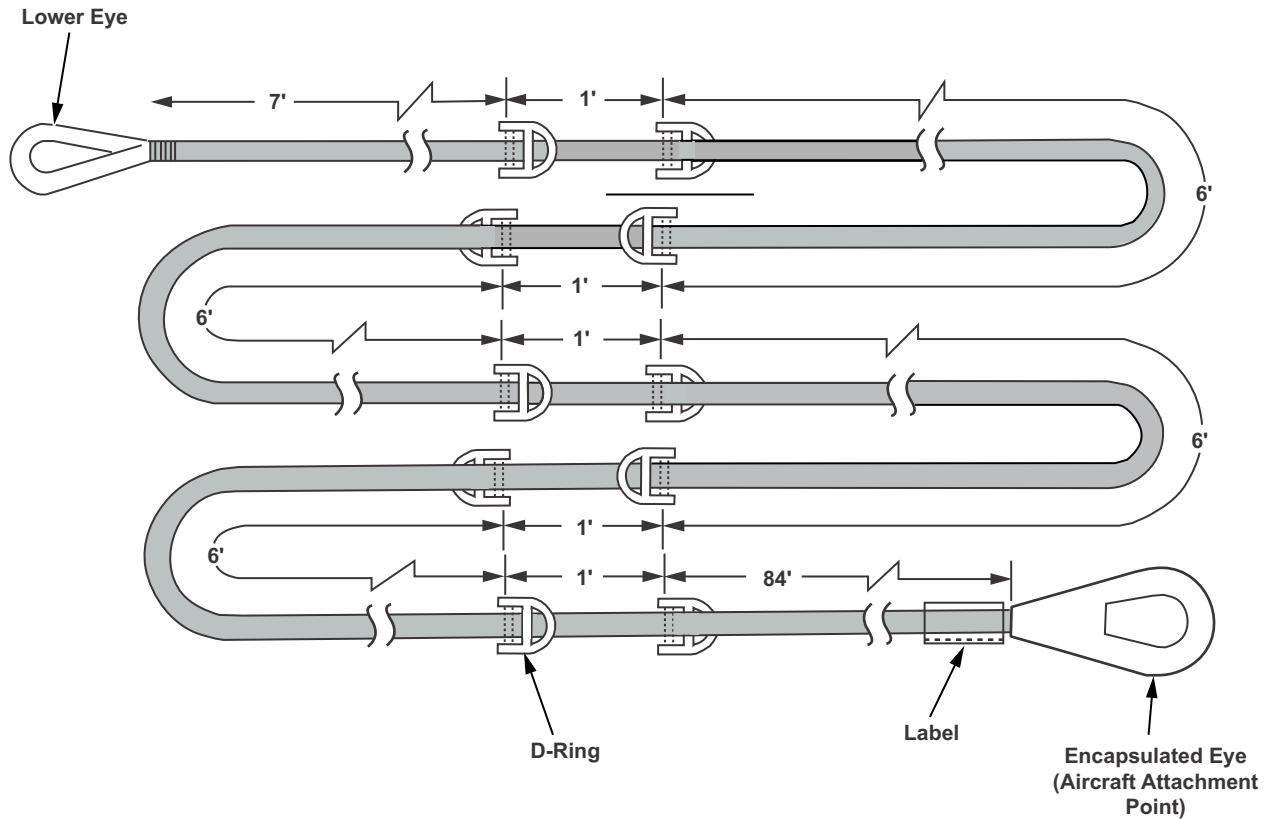 Lower Eye
7'
1'
6'
1'
6'
1'
6'
1'
6'
1'
84'
D-Ring
Label
Encapsulated Eye
(Aircraft Attachment
Point)